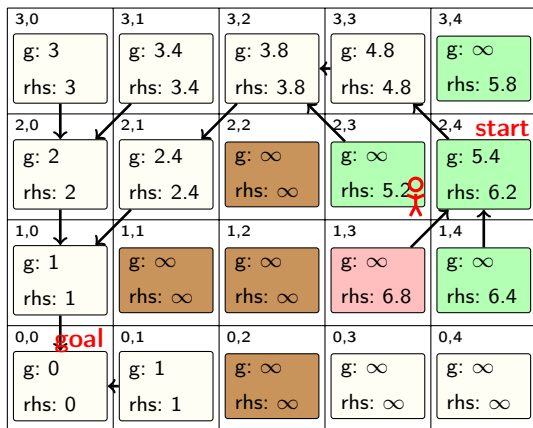 3,0 3,1 3,2 3,3 3,4
g: 3 g: 3.4 g: 3.8 g: 4.8 g: ∞
rhs: 3 rhs: 3.4 rhs: 3.8 rhs: 4.8 rhs: 5.8
2,0 2,1 2,2 2,3 2,4 start
g: 2 g: 2.4 g: ∞ g: ∞ g: 5.4
rhs: 2 rhs: 2.4 rhs: ∞ rhs: 5.2 rhs: 6.2
1,0 1,1 1,2 1,3 1,4
g: 1 g: ∞ g: ∞ g: ∞ g: ∞
rhs: 1 rhs: ∞ rhs: ∞ rhs: 6.8 rhs: 6.4
0,0 goal 0,1 0,2 0,3 0,4
g: 0 g: 1 g: ∞ g: ∞ g: ∞
rhs: 0 rhs: 1 rhs: ∞ rhs: ∞ rhs: ∞